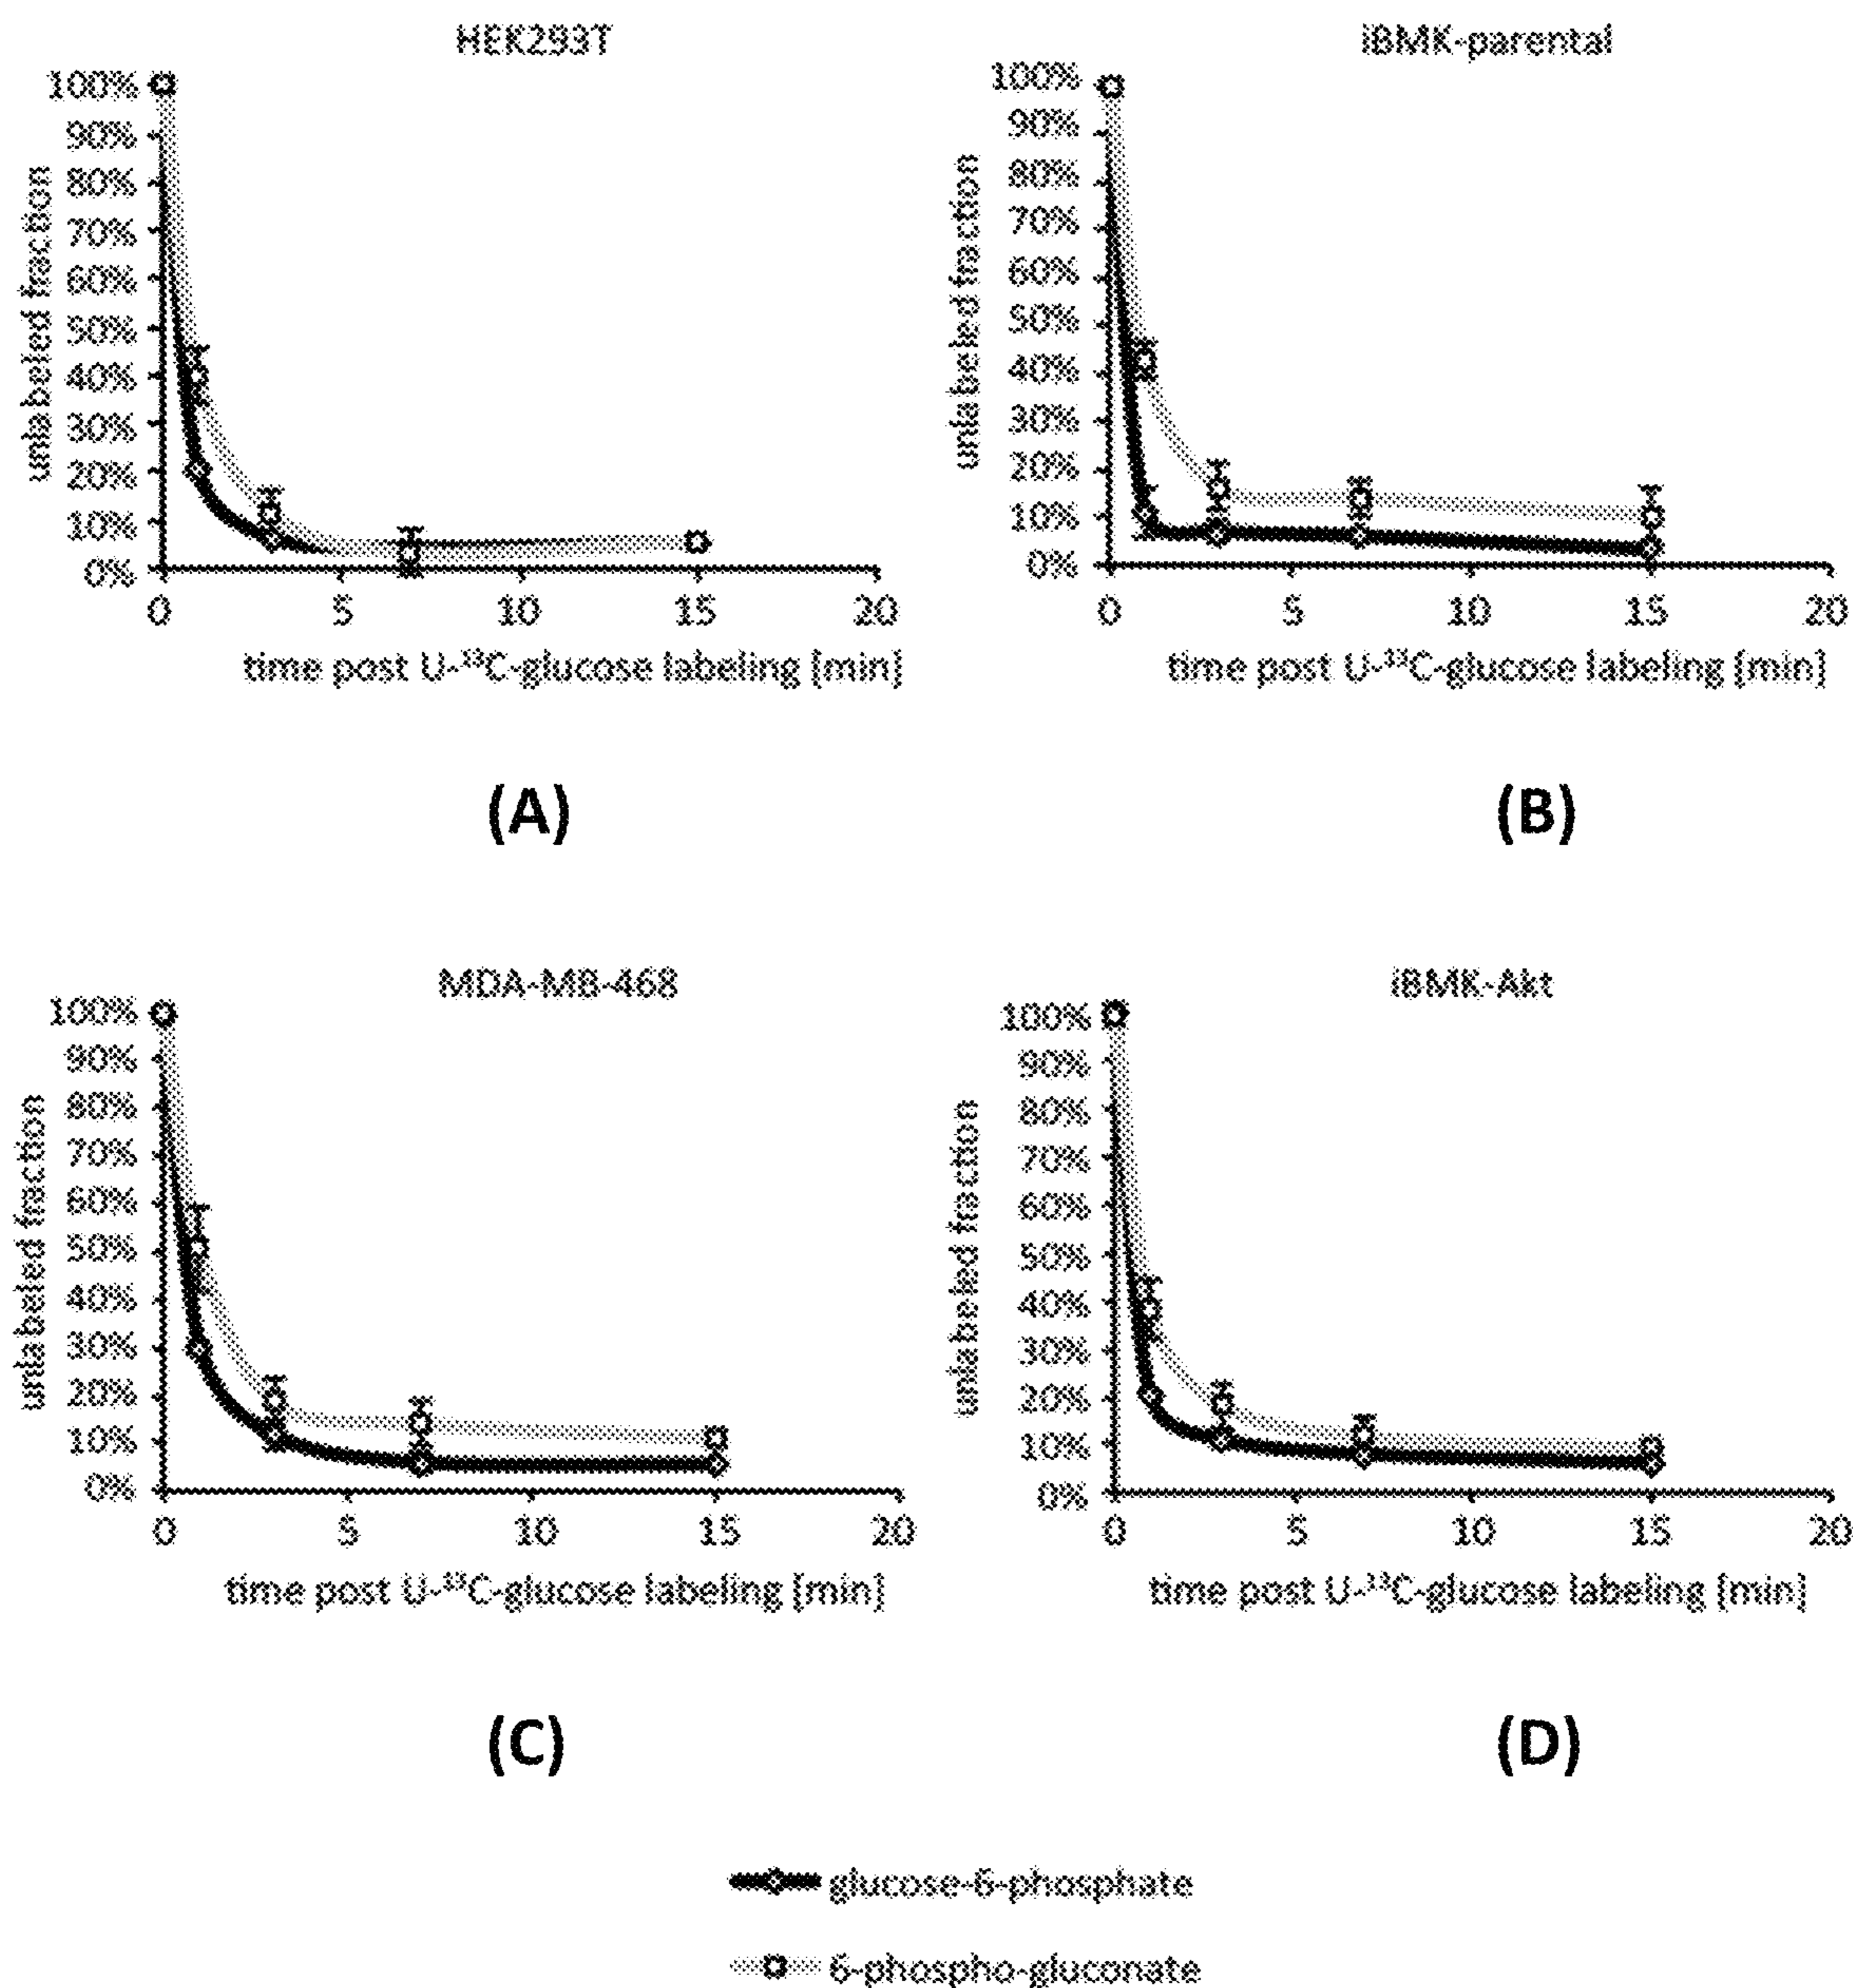 HEK293T
100%
90%
80%
70%
60%
50%
40%
30%
20%
10%
0%
unlabeled fraction
0 5 10 15 20
time post U-¹³C-glucose labeling [min]
(A)
iBMK-parental
100%
90%
80%
70%
60%
50%
40%
30%
20%
10%
0%
unlabeled fraction
0 5 10 15 20
time post U-¹³C-glucose labeling [min]
(B)
MDA-MB-468
100%
90%
80%
70%
60%
50%
40%
30%
20%
10%
0%
unlabeled fraction
0 5 10 15 20
time post U-¹³C-glucose labeling [min]
(C)
iBMK-Akt
100%
90%
80%
70%
60%
50%
40%
30%
20%
10%
0%
unlabeled fraction
0 5 10 15 20
time post U-¹³C-glucose labeling [min]
(D)
glucose-6-phosphate
6-phospho-gluconate